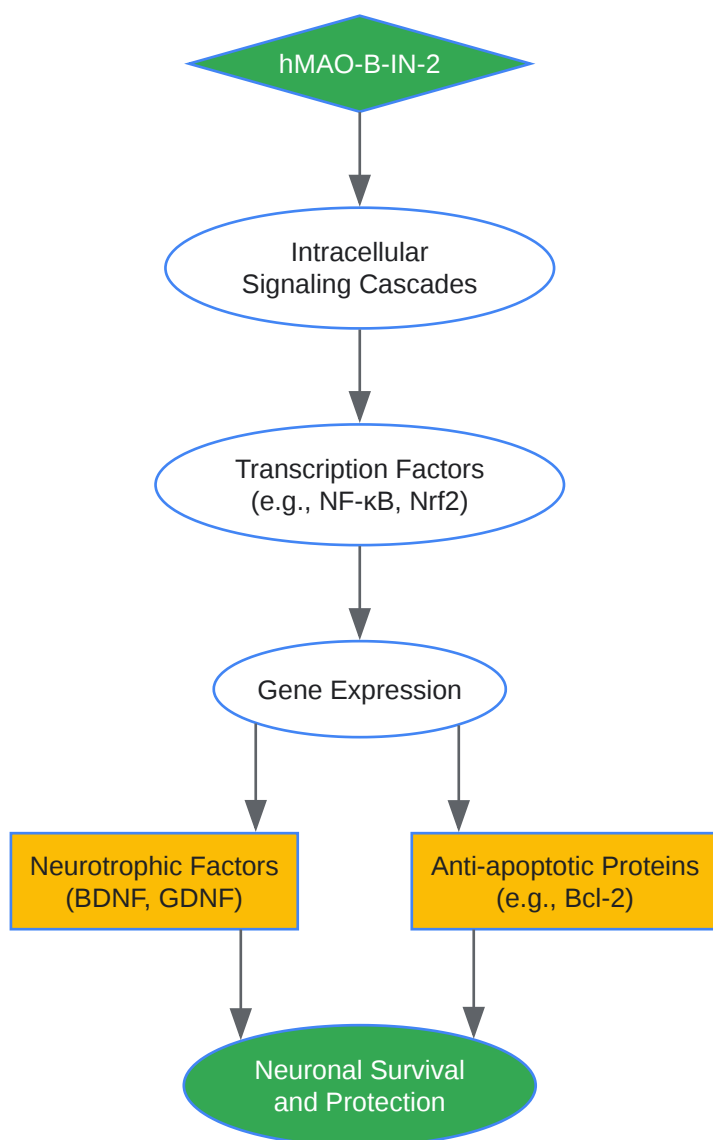 hMAO-B-IN-2
Intracellular
Signaling Cascades
Transcription Factors
(e.g., NF-κB, Nrf2)
Gene Expression
Neurotrophic Factors
(BDNF, GDNF)
Anti-apoptotic Proteins
(e.g., Bcl-2)
Neuronal Survival
and Protection